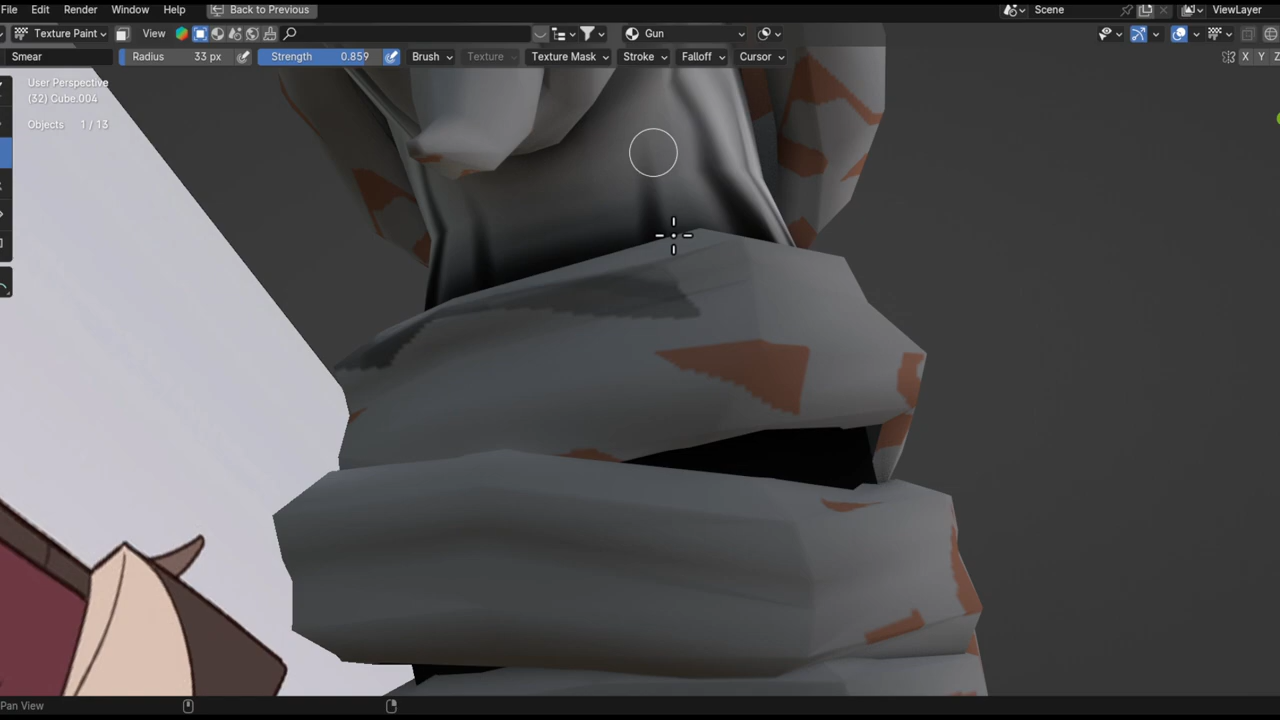 File Edit Render Window Help Back to Previous Scene ViewLayer
Texture Paint View Gun
Smear Radius 33 px Strength 0.859 Brush Texture Texture Mask Stroke Falloff Cursor X Y Z
User Perspective
(32) Cube.004
Objects 1 / 13
Pan View